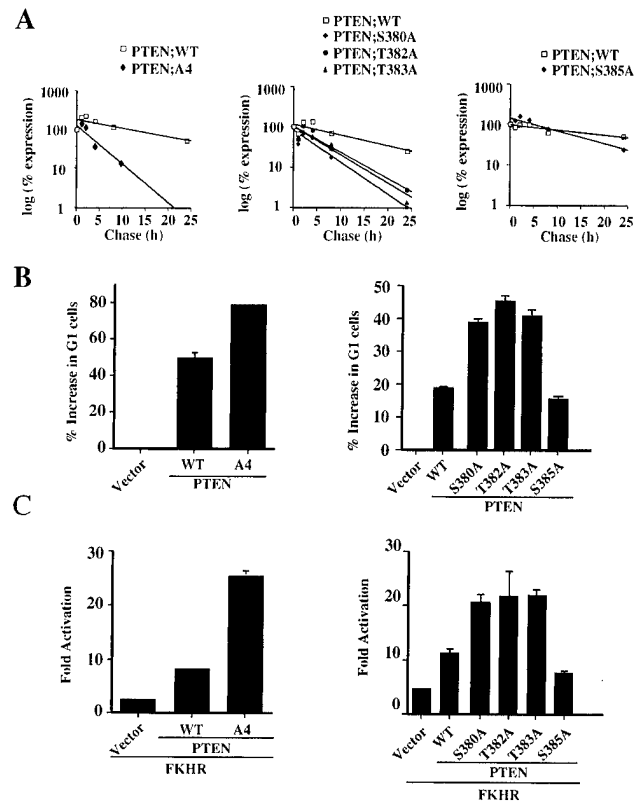 A
PTEN;WT
PTEN;A4
PTEN;WT
PTEN;S380A
PTEN;T382A
PTEN;T383A
PTEN;WT
PTEN;S385A
log (% expression)
1000
100
10
1
0 5 10 15 20 25
Chase (h)
log (% expression)
1000
100
10
1
0 5 10 15 20 25
Chase (h)
log (% expression)
1000
100
10
1
0 5 10 15 20 25
Chase (h)
B
% Increase in G1 cells
80
60
40
20
0
Vector WT A4
PTEN
% Increase in G1 cells
50
40
30
20
10
0
Vector WT S380A T382A T383A S385A
PTEN
C
Fold Activation
30
20
10
0
Vector WT A4
PTEN
FKHR
Fold Activation
30
20
10
0
Vector WT S380A T382A T383A S385A
PTEN
FKHR